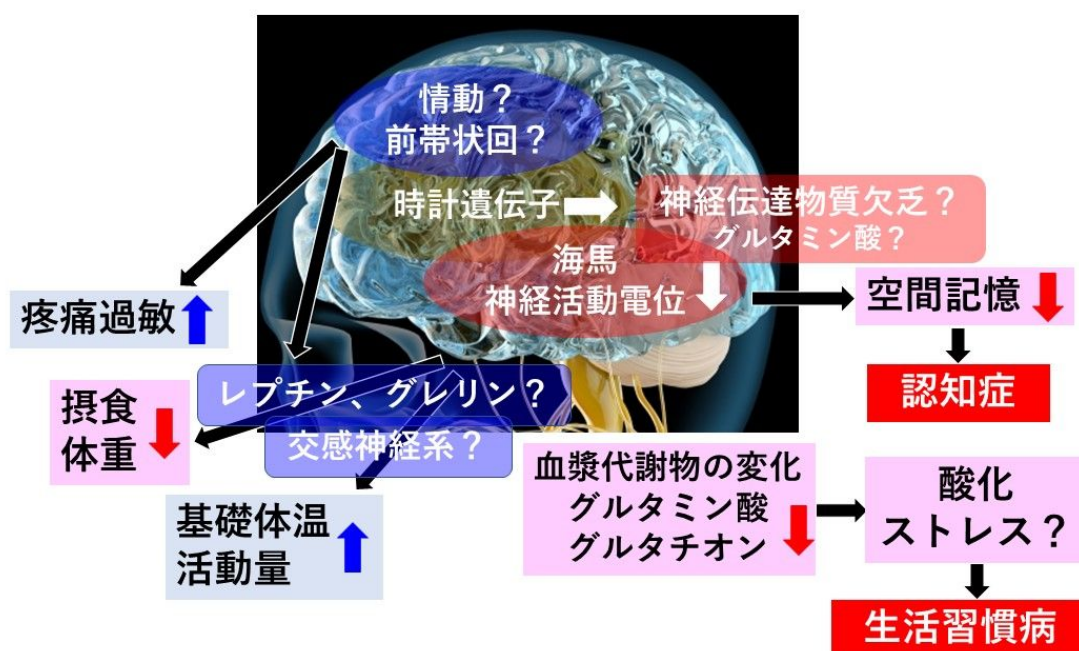 情動？
前帯状回？
時計遺伝子
神経伝達物質欠乏？
グルタミン酸？
海馬
神経活動電位
空間記憶
認知症
疼痛過敏
レプチン、グレリン？
摂食
体重
交感神経系？
基礎体温
活動量
血漿代謝物の変化
グルタミン酸
グルタチオン
酸化
ストレス？
生活習慣病